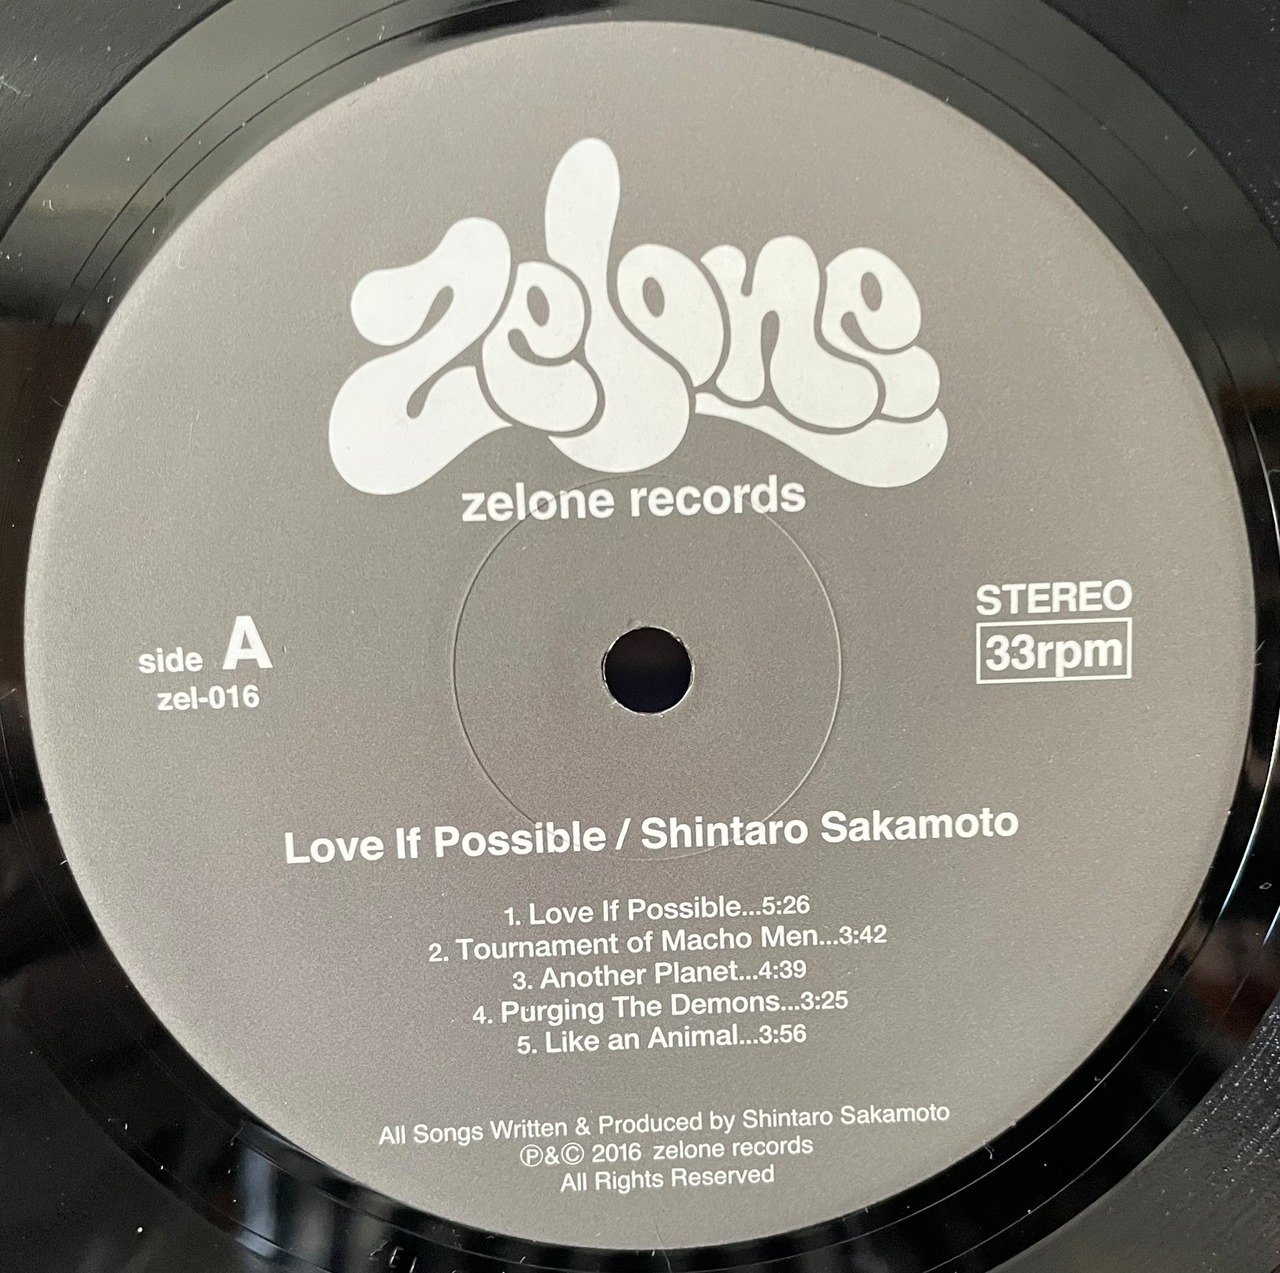 zelone
zelone records
side A
zel-016
STEREO
33rpm
Love If Possible / Shintaro Sakamoto
1. Love If Possible...5:26
2. Tournament of Macho Men...3:42
3. Another Planet...4:39
4. Purging The Demons...3:25
5. Like an Animal...3:56
All Songs Written & Produced by Shintaro Sakamoto
℗&© 2016 zelone records
All Rights Reserved